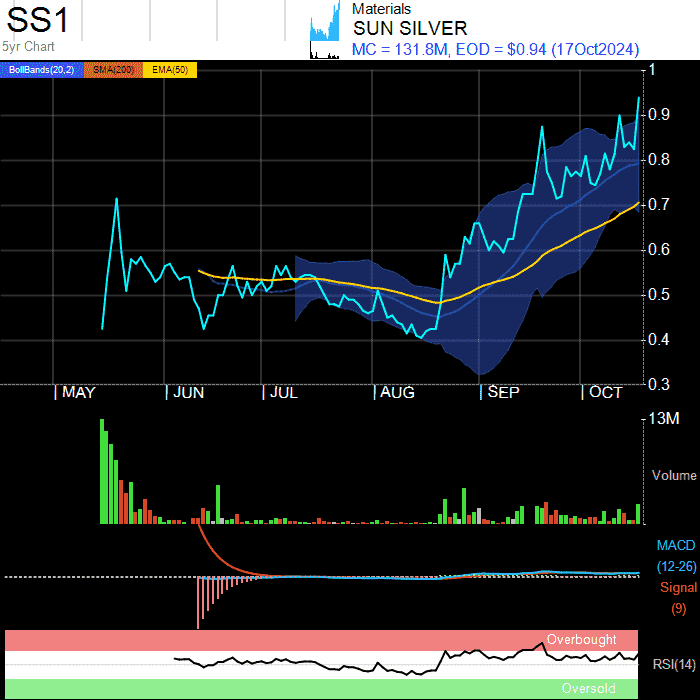 SS1
5yr Chart
Materials
SUN SILVER
MC = 131.8M, EOD = $0.94 (17Oct2024)
BollBands(20,2) SMA(200) EMA(50)
1
0.9
0.8
0.7
0.6
0.5
0.4
0.3
MAY JUN JUL AUG SEP OCT
13M
Volume
MACD
(12-26)
Signal
(9)
Overbought
RSI(14)
Oversold